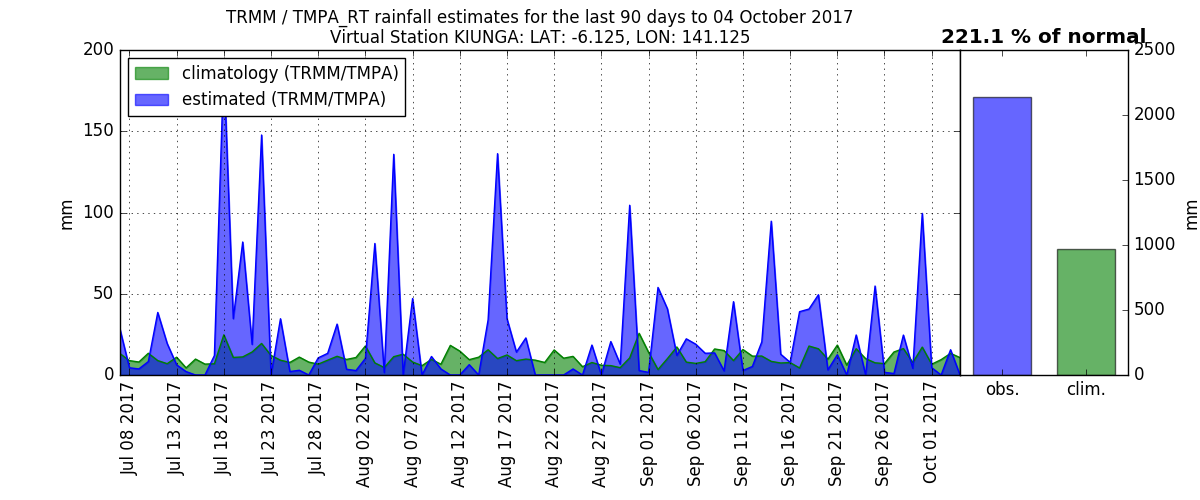 TRMM / TMPA_RT rainfall estimates for the last 90 days to 04 October 2017
Virtual Station KIUNGA: LAT: -6.125, LON: 141.125
221.1 % of normal
climatology (TRMM/TMPA)
estimated (TRMM/TMPA)
mm
200
150
100
50
0
Jul 08 2017
Jul 13 2017
Jul 18 2017
Jul 23 2017
Jul 28 2017
Aug 02 2017
Aug 07 2017
Aug 12 2017
Aug 17 2017
Aug 22 2017
Aug 27 2017
Sep 01 2017
Sep 06 2017
Sep 11 2017
Sep 16 2017
Sep 21 2017
Sep 26 2017
Oct 01 2017
2500
2000
1500
1000
500
0
mm
obs.
clim.